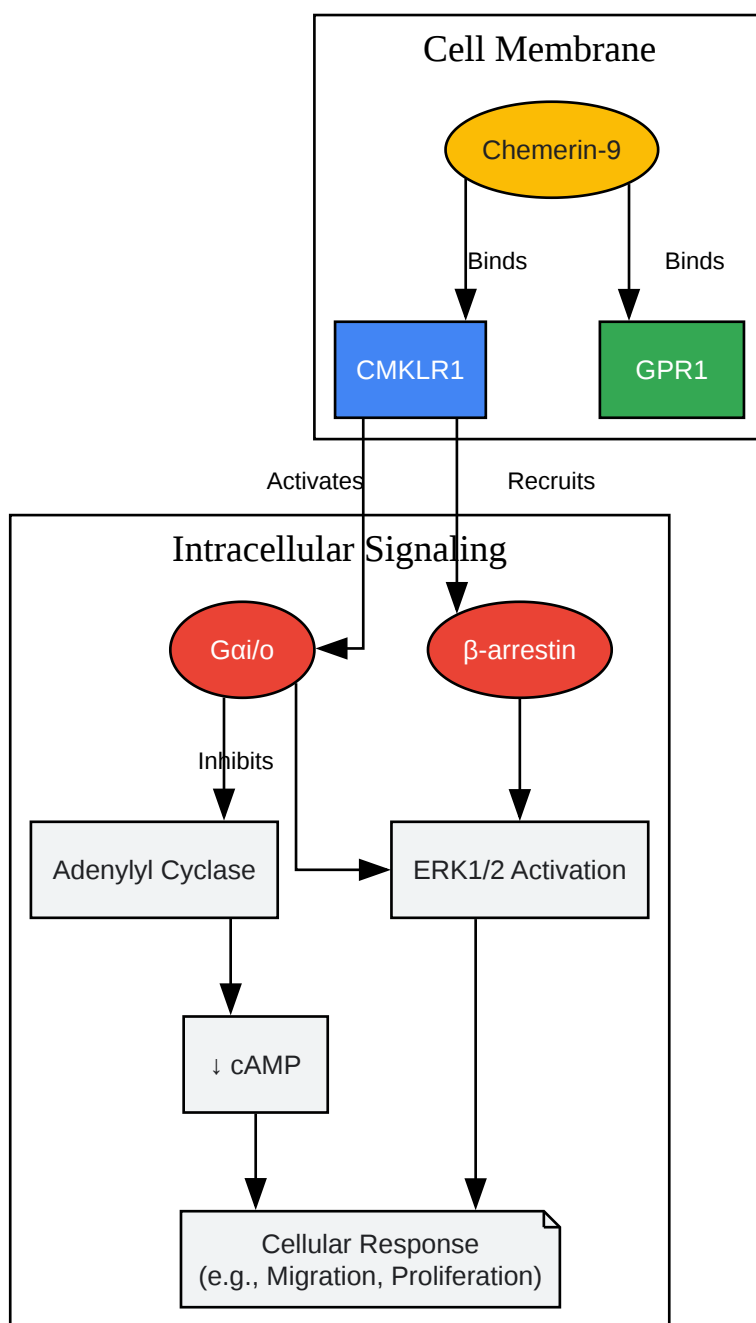 Cell Membrane
Chemerin-9
Binds
Binds
CMKLR1
GPR1
Activates
Recruits
Intracellular Signaling
Gαi/o
β-arrestin
Inhibits
Adenylyl Cyclase
ERK1/2 Activation
↓ cAMP
Cellular Response
(e.g., Migration, Proliferation)